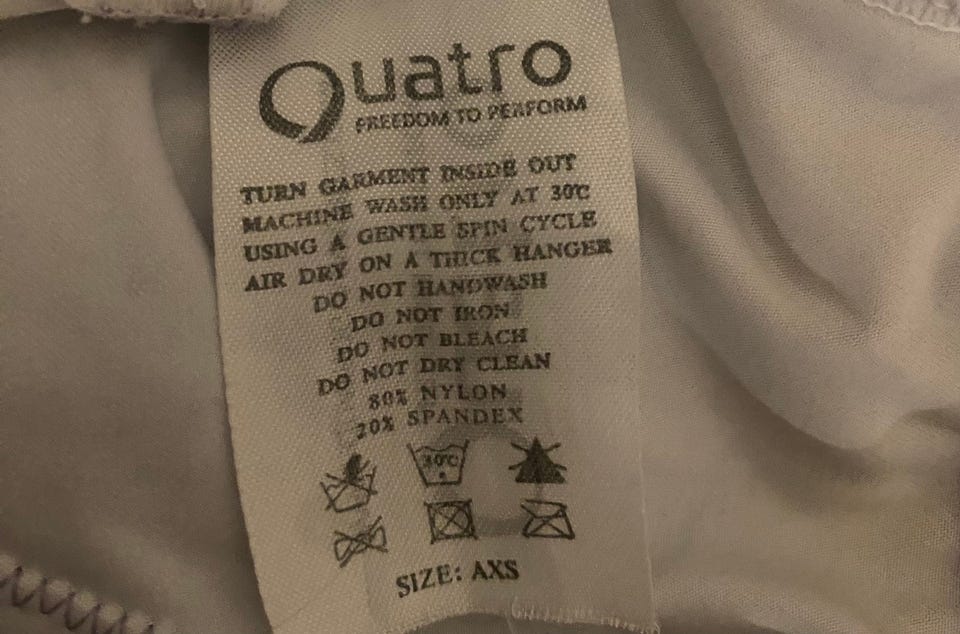 Quatro
FREEDOM TO PERFORM
TURN GARMENT INSIDE OUT
MACHINE WASH ONLY AT 30℃
USING A GENTLE SPIN CYCLE
AIR DRY ON A THICK HANGER
DO NOT HANDWASH
DO NOT IRON
DO NOT BLEACH
DO NOT DRY CLEAN
80% NYLON
20% SPANDEX
30℃
SIZE: AXS